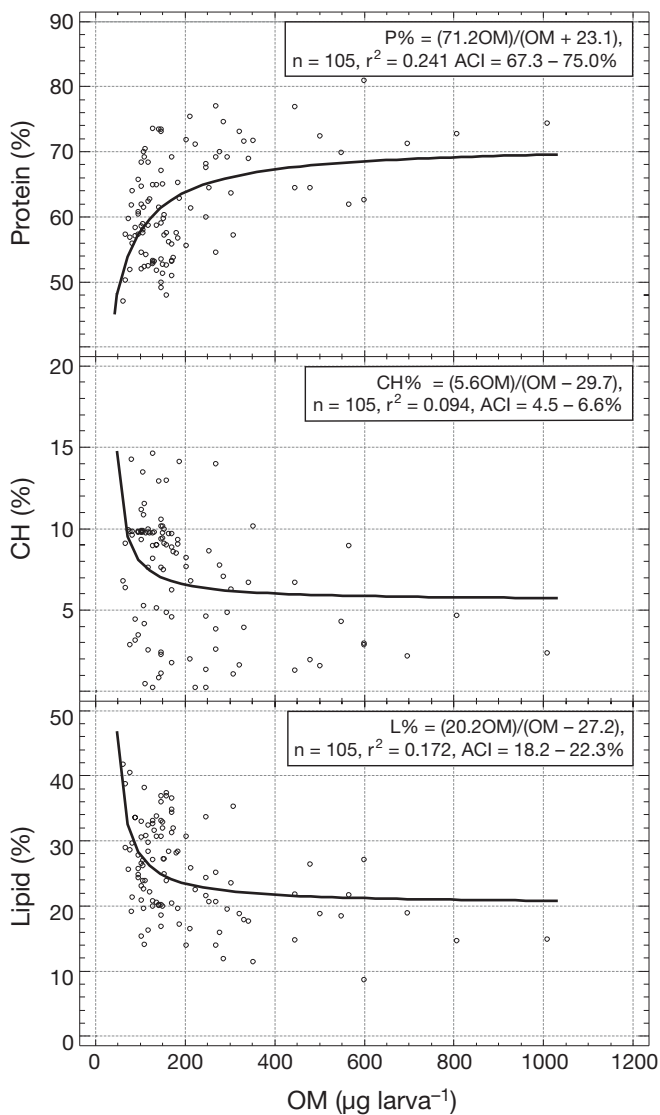 90
P% = (71.2OM)/(OM + 23.1),
n = 105, r² = 0.241 ACI = 67.3 – 75.0%
80
70
60
50
Protein (%)
20
CH% = (5.6OM)/(OM – 29.7),
n = 105, r² = 0.094, ACI = 4.5 – 6.6%
15
10
5
CH (%)
50
L% = (20.2OM)/(OM – 27.2),
n = 105, r² = 0.172, ACI = 18.2 – 22.3%
40
30
20
10
0
Lipid (%)
0 200 400 600 800 1000 1200
OM (µg larva⁻¹)